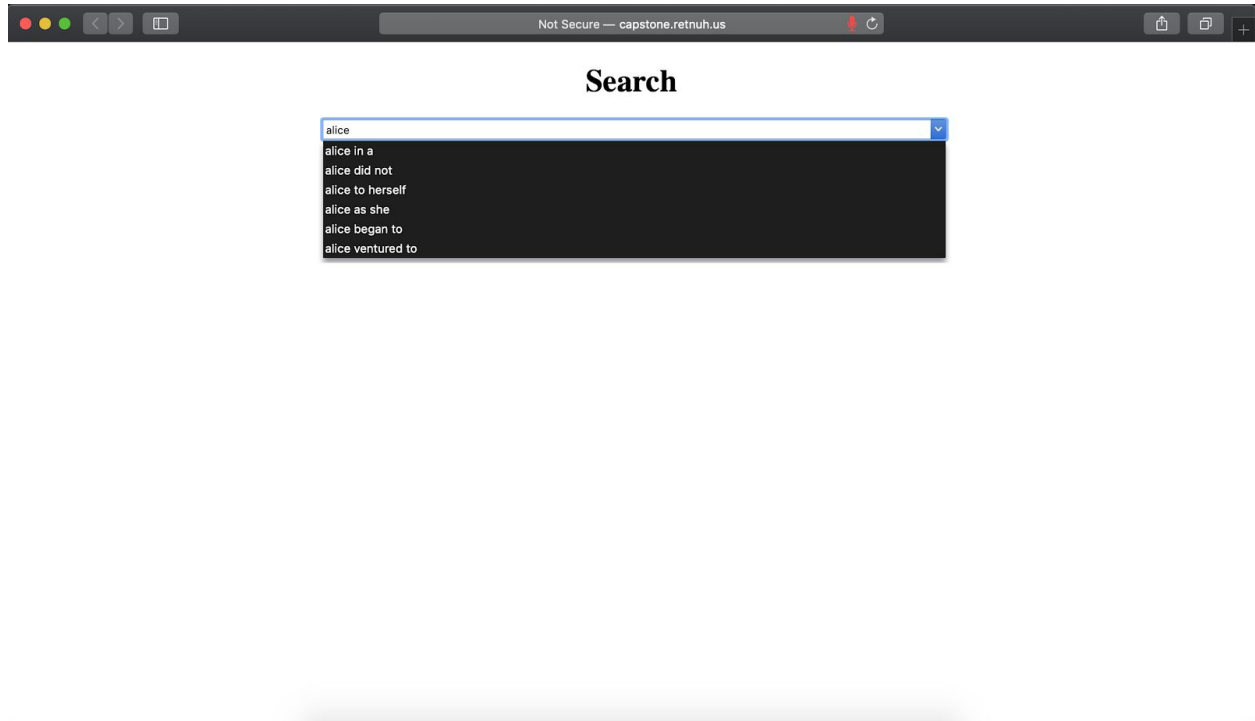 Not Secure — capstone.retnuh.us
Search
alice
alice in a
alice did not
alice to herself
alice as she
alice began to
alice ventured to